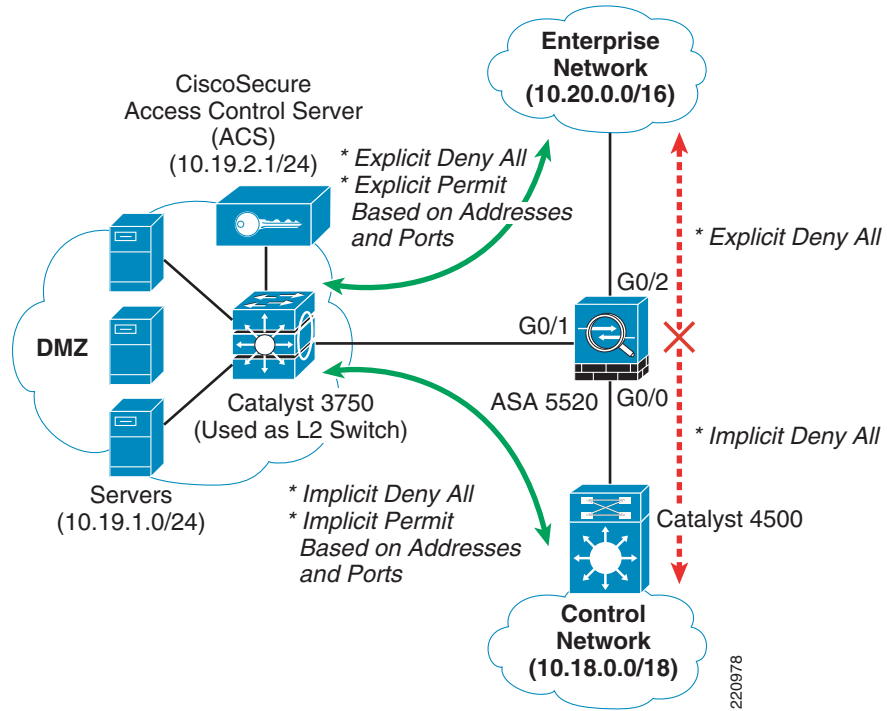 Enterprise
Network
(10.20.0.0/16)
CiscoSecure
Access Control Server
(ACS)
(10.19.2.1/24)
* Explicit Deny All
* Explicit Permit
Based on Addresses
and Ports
* Explicit Deny All
G0/2
G0/1
DMZ
ASA 5520
G0/0
Catalyst 3750
(Used as L2 Switch)
* Implicit Deny All
Servers
(10.19.1.0/24)
* Implicit Deny All
* Implicit Permit
Based on Addresses
and Ports
Catalyst 4500
Control
Network
(10.18.0.0/18)
220978